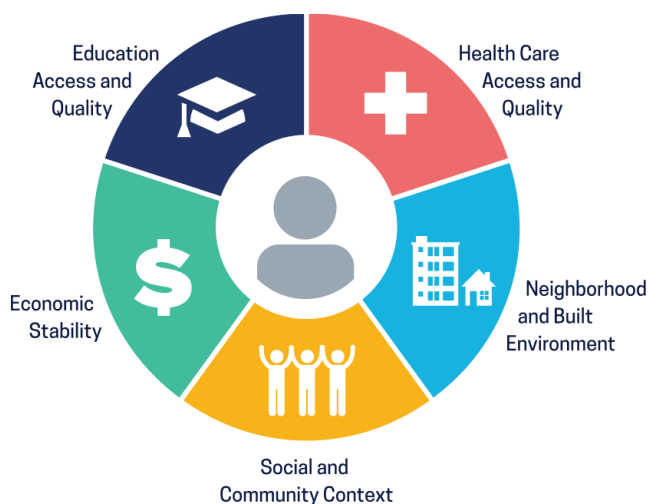 Education
Access and
Quality
Health Care
Access and
Quality
Neighborhood
and Built
Environment
Social and
Community Context
Economic
Stability